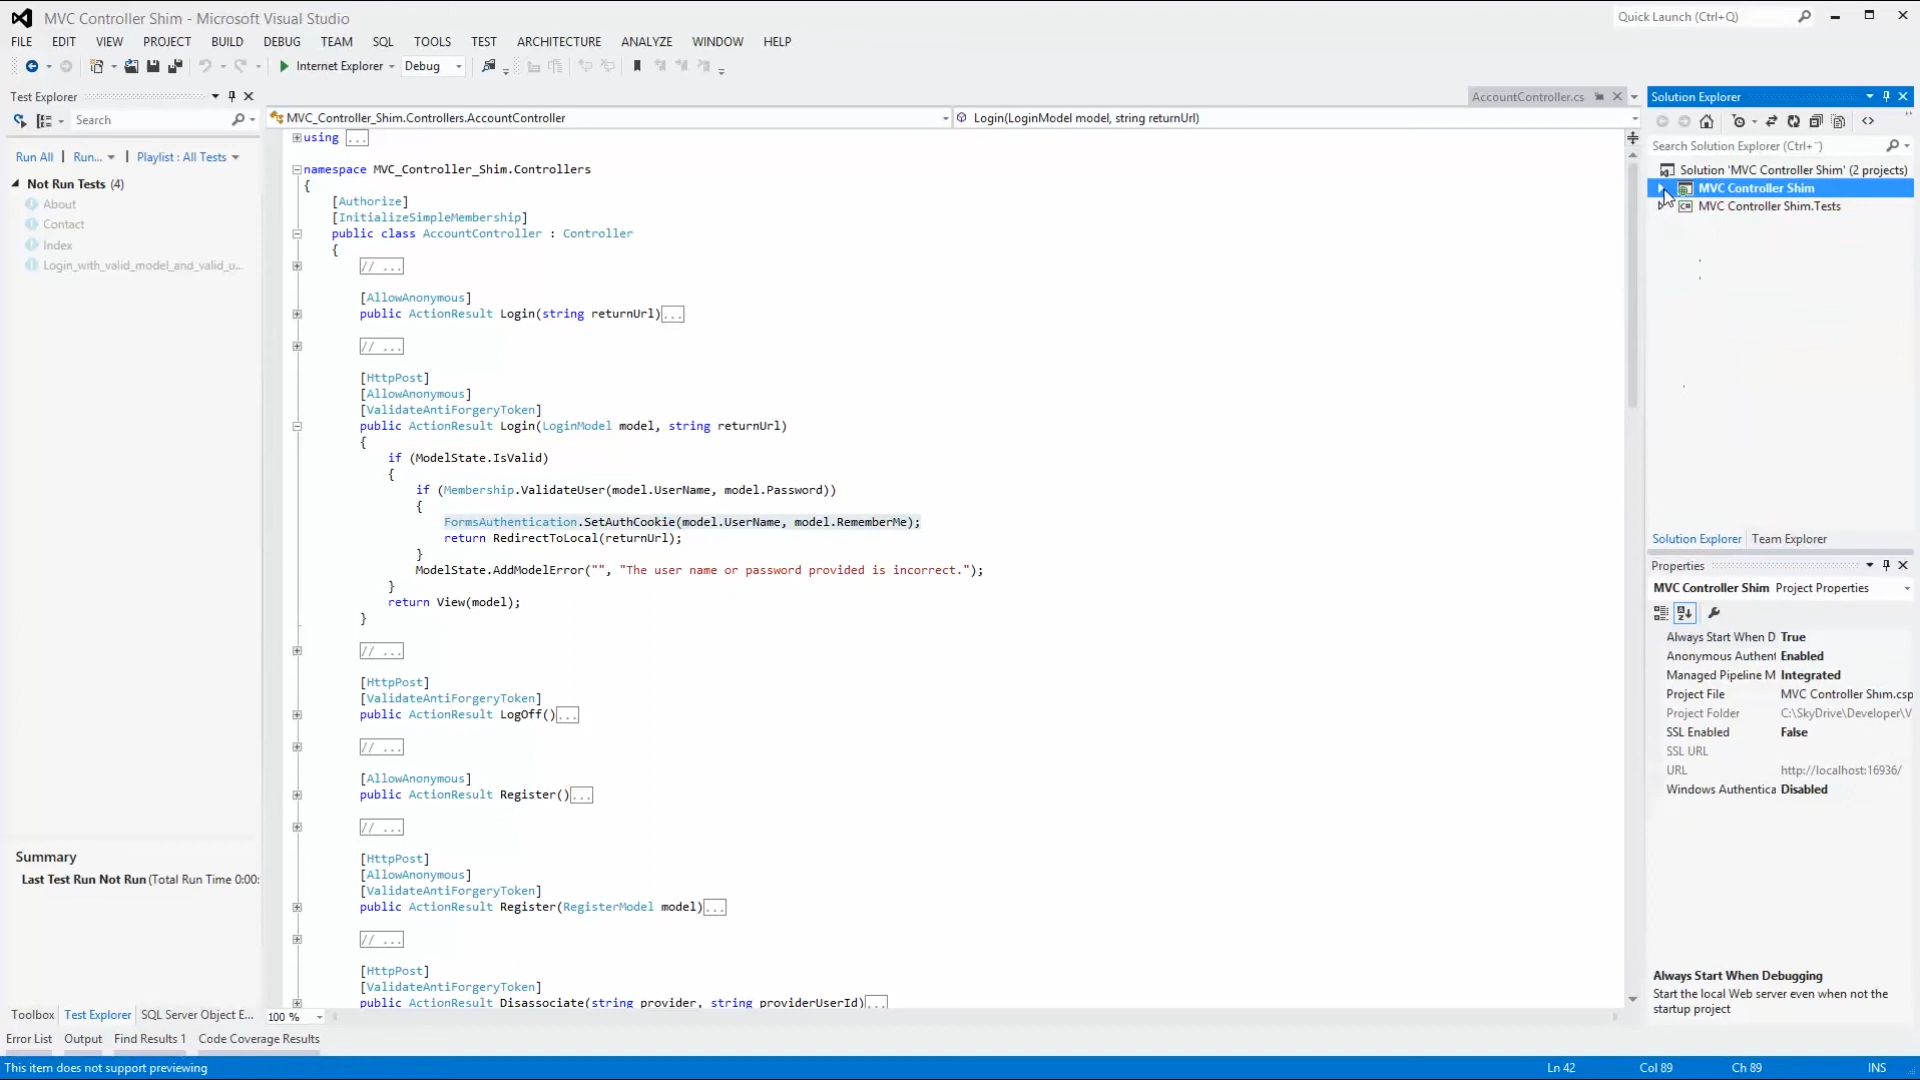 MVC Controller Shim - Microsoft Visual Studio
Quick Launch (Ctrl+Q)
FILE EDIT VIEW PROJECT BUILD DEBUG TEAM SQL TOOLS TEST ARCHITECTURE ANALYZE WINDOW HELP
Internet Explorer Debug
Test Explorer
Search
Run All | Run... | Playlist : All Tests
Not Run Tests (4)
About
Contact
Index
Login_with_valid_model_and_valid_u...
Summary
Last Test Run Not Run (Total Run Time 0:00:
Toolbox Test Explorer SQL Server Object E...
AccountController.cs
MVC_Controller_Shim.Controllers.AccountController
Login(LoginModel model, string returnUrl)
using ...
namespace MVC_Controller_Shim.Controllers
{
[Authorize]
[InitializeSimpleMembership]
public class AccountController : Controller
{
// ...
[AllowAnonymous]
public ActionResult Login(string returnUrl)...
// ...
[HttpPost]
[AllowAnonymous]
[ValidateAntiForgeryToken]
public ActionResult Login(LoginModel model, string returnUrl)
{
if (ModelState.IsValid)
{
if (Membership.ValidateUser(model.UserName, model.Password))
{
FormsAuthentication.SetAuthCookie(model.UserName, model.RememberMe);
return RedirectToLocal(returnUrl);
}
ModelState.AddModelError("", "The user name or password provided is incorrect.");
}
return View(model);
}
// ...
[HttpPost]
[ValidateAntiForgeryToken]
public ActionResult LogOff()...
// ...
[AllowAnonymous]
public ActionResult Register()...
// ...
[HttpPost]
[AllowAnonymous]
[ValidateAntiForgeryToken]
public ActionResult Register(RegisterModel model)...
// ...
[HttpPost]
[ValidateAntiForgeryToken]
public ActionResult Disassociate(string provider, string providerUserId)...
100 %
Solution Explorer
Search Solution Explorer (Ctrl+¨)
Solution 'MVC Controller Shim' (2 projects)
MVC Controller Shim
MVC Controller Shim.Tests
Solution Explorer Team Explorer
Properties
MVC Controller Shim Project Properties
Always Start When D True
Anonymous Authent Enabled
Managed Pipeline M Integrated
Project File MVC Controller Shim.csp
Project Folder C:\SkyDrive\Developer\V
SSL Enabled False
SSL URL
URL http://localhost:16936/
Windows Authentica Disabled
Always Start When Debugging
Start the local Web server even when not the
startup project
Error List Output Find Results 1 Code Coverage Results
This item does not support previewing
Ln 42 Col 89 Ch 89 INS